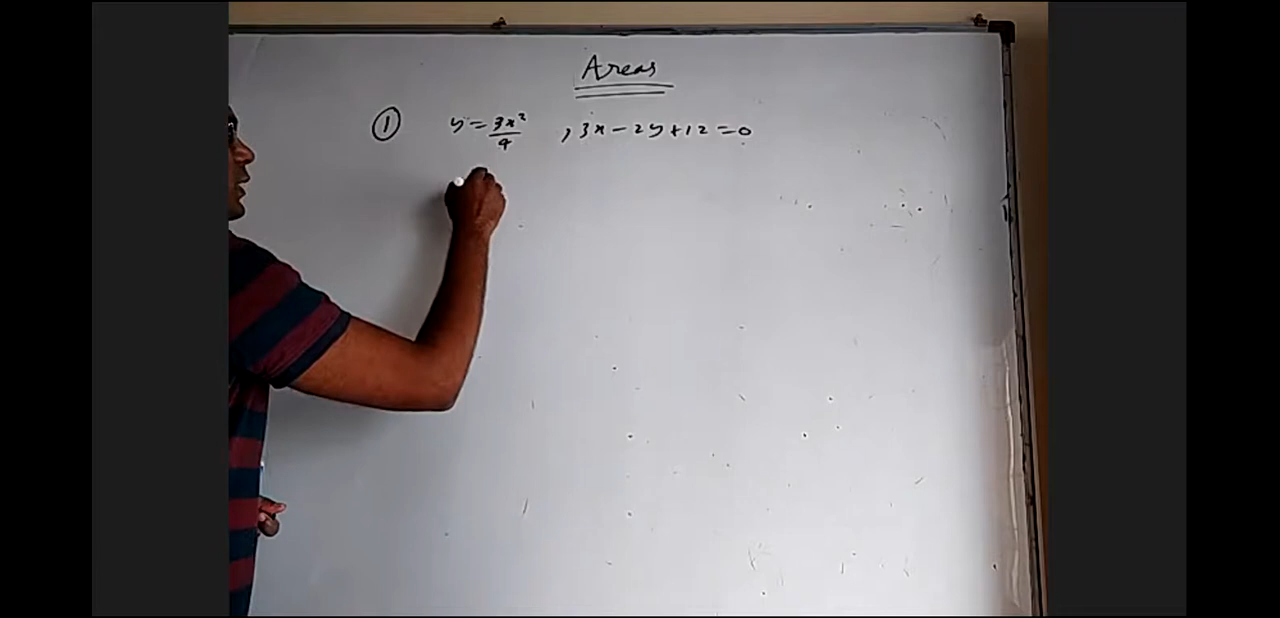 Areas
① y = 3x²/4 , 3x - 2y + 12 = 0